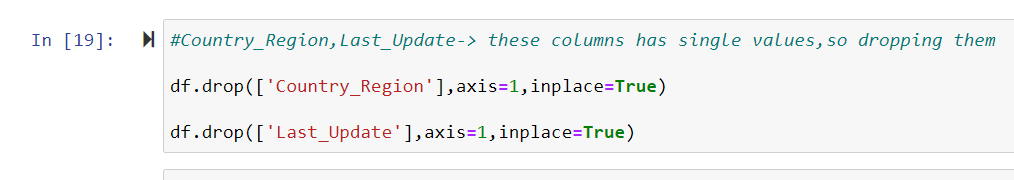 In [19]:
#Country_Region,Last_Update-> these columns has single values,so dropping them
df.drop(['Country_Region'],axis=1,inplace=True)
df.drop(['Last_Update'],axis=1,inplace=True)